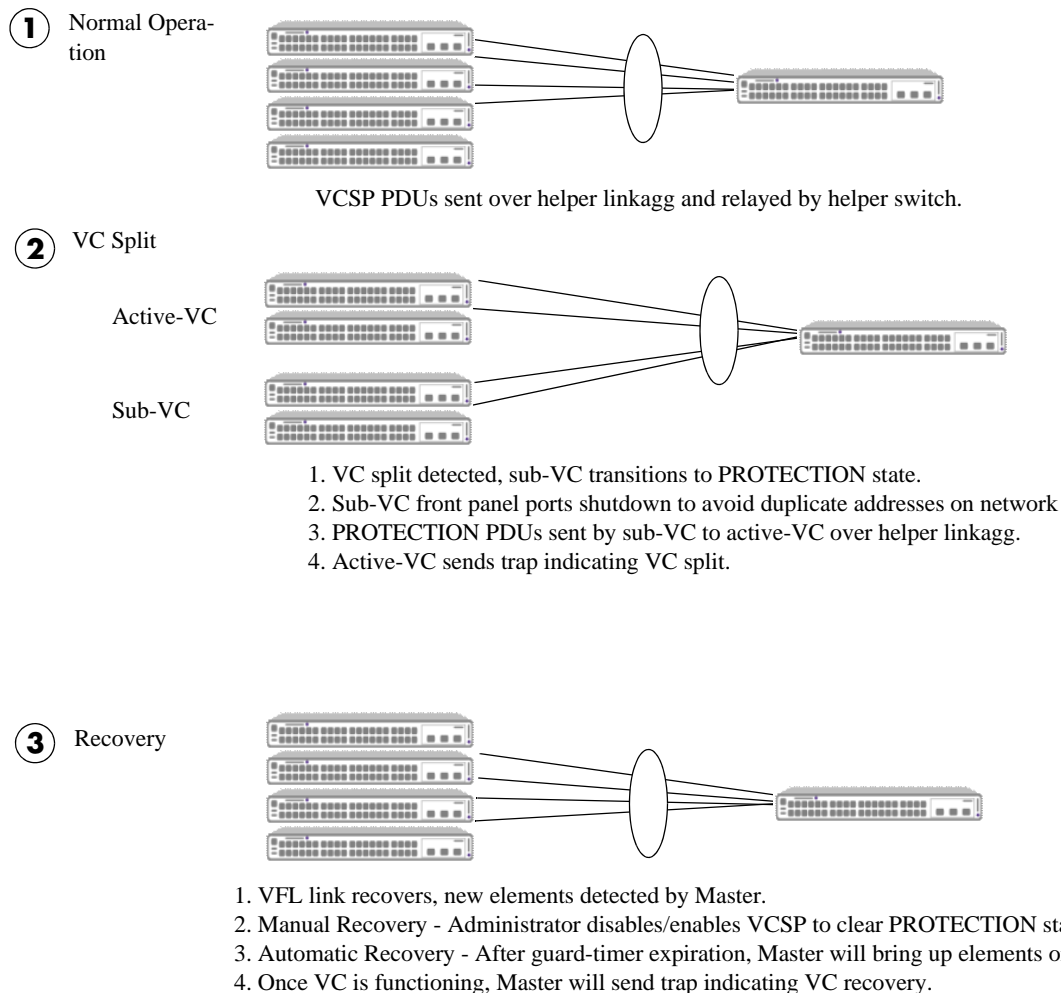 1
Normal Opera-
tion
VCSP PDUs sent over helper linkagg and relayed by helper switch.
2
VC Split
Active-VC
Sub-VC
1. VC split detected, sub-VC transitions to PROTECTION state.
2. Sub-VC front panel ports shutdown to avoid duplicate addresses on network
3. PROTECTION PDUs sent by sub-VC to active-VC over helper linkagg.
4. Active-VC sends trap indicating VC split.
3
Recovery
1. VFL link recovers, new elements detected by Master.
2. Manual Recovery - Administrator disables/enables VCSP to clear PROTECTION sta
3. Automatic Recovery - After guard-timer expiration, Master will bring up elements o
4. Once VC is functioning, Master will send trap indicating VC recovery.